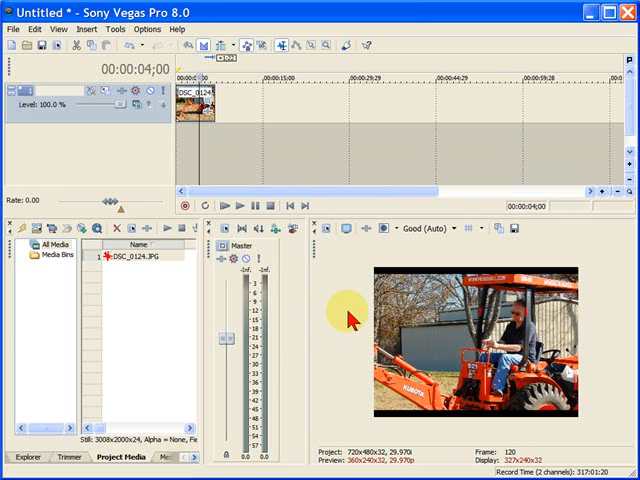 Untitled * - Sony Vegas Pro 8.0
File Edit View Insert Tools Options Help
00:00:04;00
00:00:15;00 00:00:29;29 00:00:44;29 00:00:59;28
1
Level: 100.0 %
DSC_0124
Rate: 0.00
00:00:04;00
Good (Auto)
All Media
Media Bins
Name
1 DSC_0124.JPG
Master
-Inf. -Inf.
3
6
9
12
15
18
21
24
27
30
33
36
39
42
45
48
51
54
57
0.0 0.0
KUBOTA
Still: 3008x2000x24, Alpha = None, Fie
Explorer Trimmer Project Media Me
Project: 720x480x32, 29.970i
Preview: 360x240x32, 29.970p
Frame: 120
Display: 327x240x32
Record Time (2 channels): 317:01:20